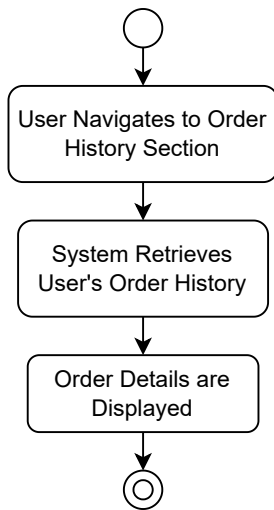 User Navigates to Order
History Section
System Retrieves
User's Order History
Order Details are
Displayed